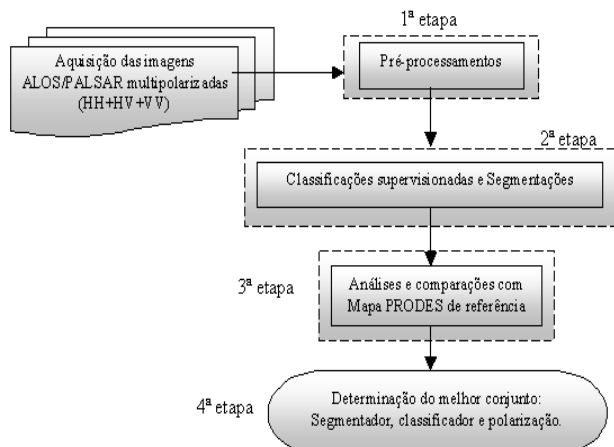 1ª etapa
Aquisição das imagens
ALOS/PALSAR multipolarizadas
(HH+HV+VV)
Pré-processamentos
2ª etapa
Classificações supervisionadas e Segmentações
3ª etapa
Análises e comparações com
Mapa PRODES de referência
4ª etapa
Determinação do melhor conjunto:
Segmentador, classificador e polarização.